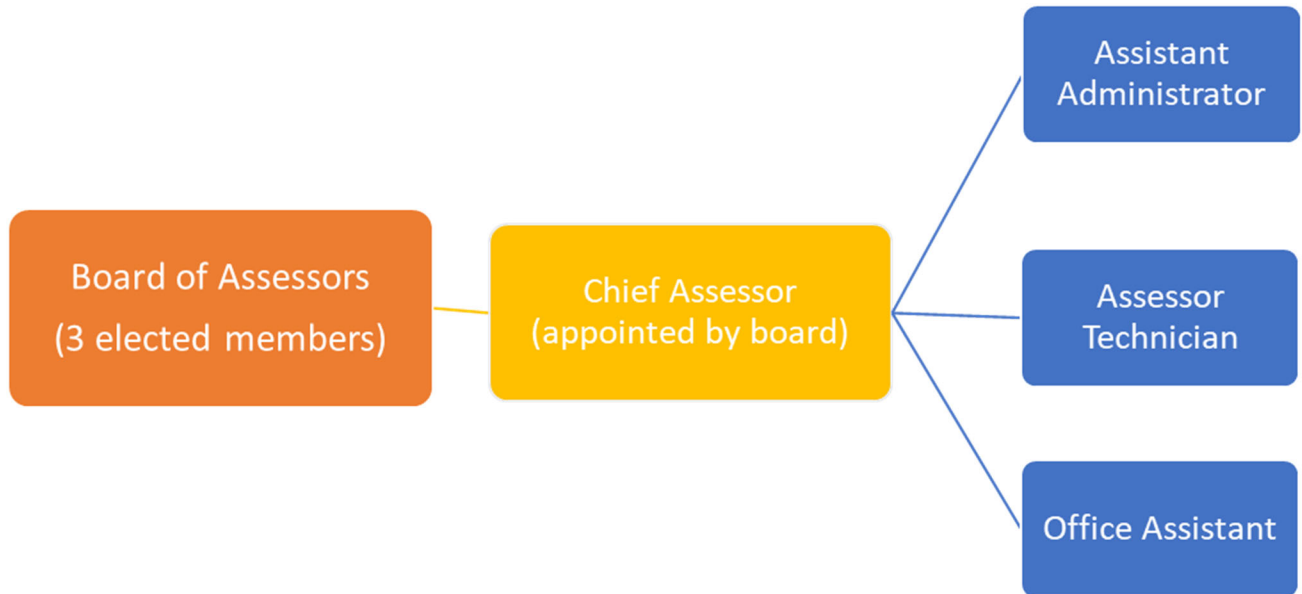 Board of Assessors
(3 elected members)
Chief Assessor
(appointed by board)
Assistant
Administrator
Assessor
Technician
Office Assistant